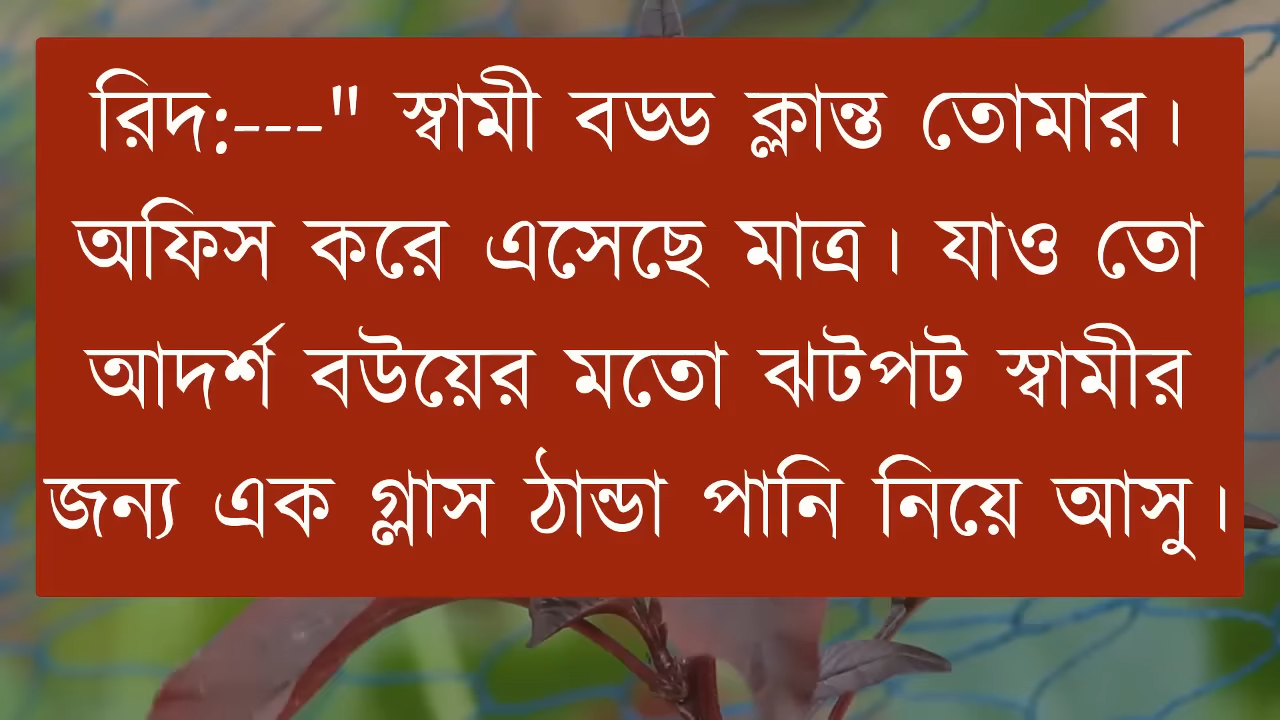 রিদ:---" স্বামী বড্ড ক্লান্ত তোমার।
অফিস করে এসেছে মাত্র। যাও তো
আদর্শ বউয়ের মতো ঝটপট স্বামীর
জন্য এক গ্লাস ঠান্ডা পানি নিয়ে আসু।